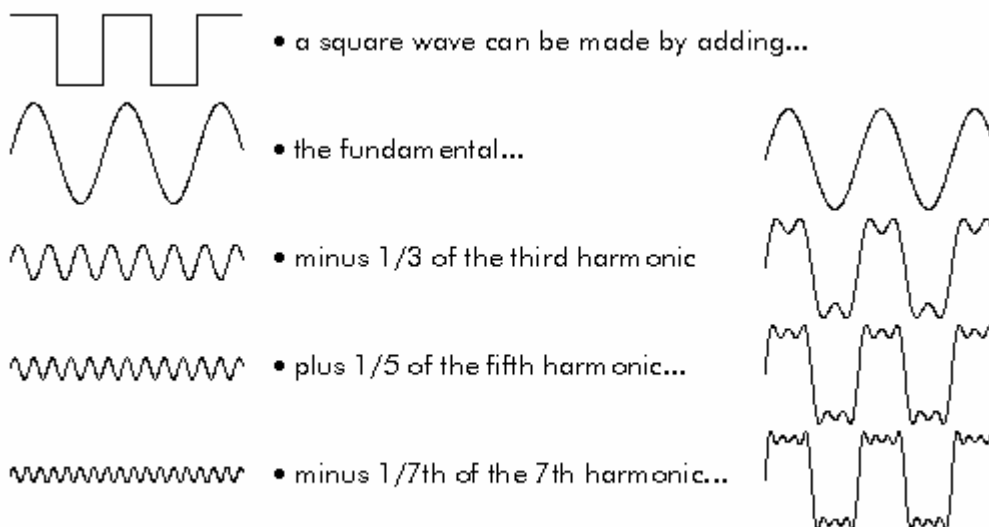 • a square wave can be made by adding...
• the fundamental...
• minus 1/3 of the third harmonic
• plus 1/5 of the fifth harmonic...
• minus 1/7th of the 7th harmonic...